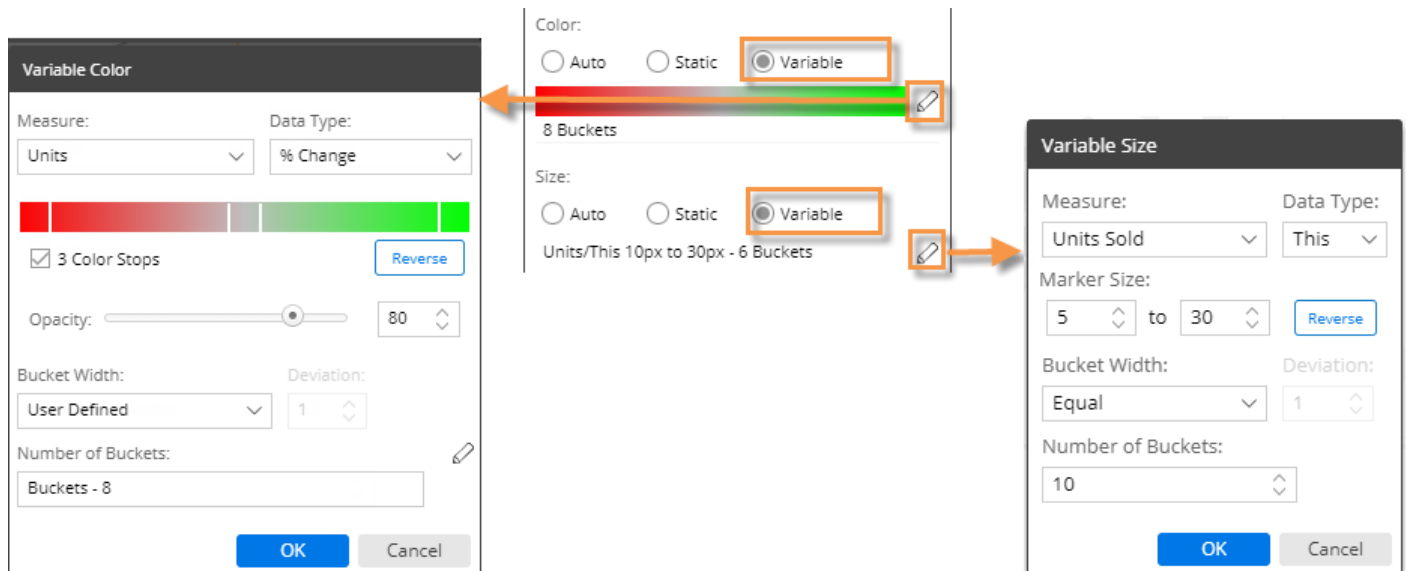 Variable Color
Measure: Data Type:
Units % Change
3 Color Stops Reverse
Opacity: 80
Bucket Width: Deviation:
User Defined 1
Number of Buckets:
Buckets - 8
OK Cancel
Color:
Auto Static Variable
8 Buckets
Size:
Auto Static Variable
Units/This 10px to 30px - 6 Buckets
Variable Size
Measure: Data Type:
Units Sold This
Marker Size:
5 to 30 Reverse
Bucket Width: Deviation:
Equal 1
Number of Buckets:
10
OK Cancel